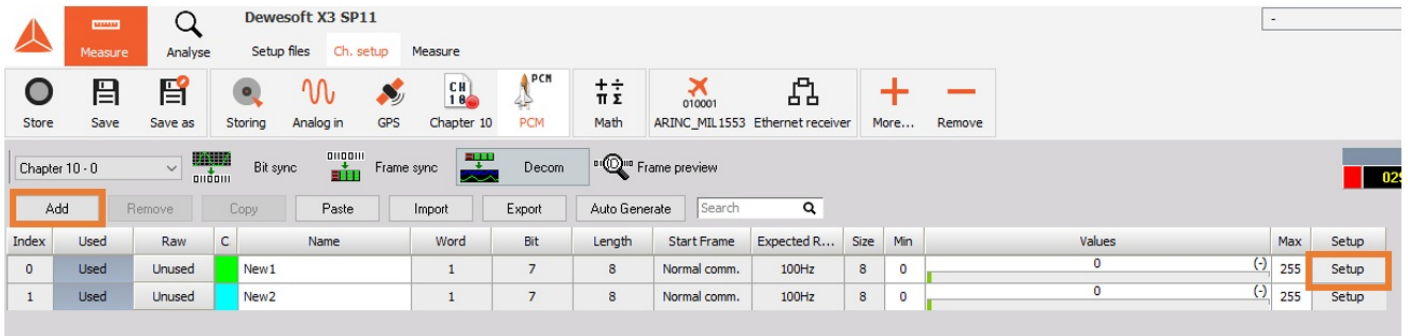 Dewesoft X3 SP11
-
Measure Analyse Setup files Ch. setup Measure
PCM
Store Save Save as Storing Analog in GPS Chapter 10 PCM Math ARINC_MIL1553 Ethernet receiver More... Remove
Chapter 10 - 0 Bit sync Frame sync Decom Frame preview
Add Remove Copy Paste Import Export Auto Generate Search
Index Used Raw C Name Word Bit Length Start Frame Expected R... Size Min Values Max Setup
0 Used Unused New1 1 7 8 Normal comm. 100Hz 8 0 0 (-) 255 Setup
1 Used Unused New2 1 7 8 Normal comm. 100Hz 8 0 0 (-) 255 Setup